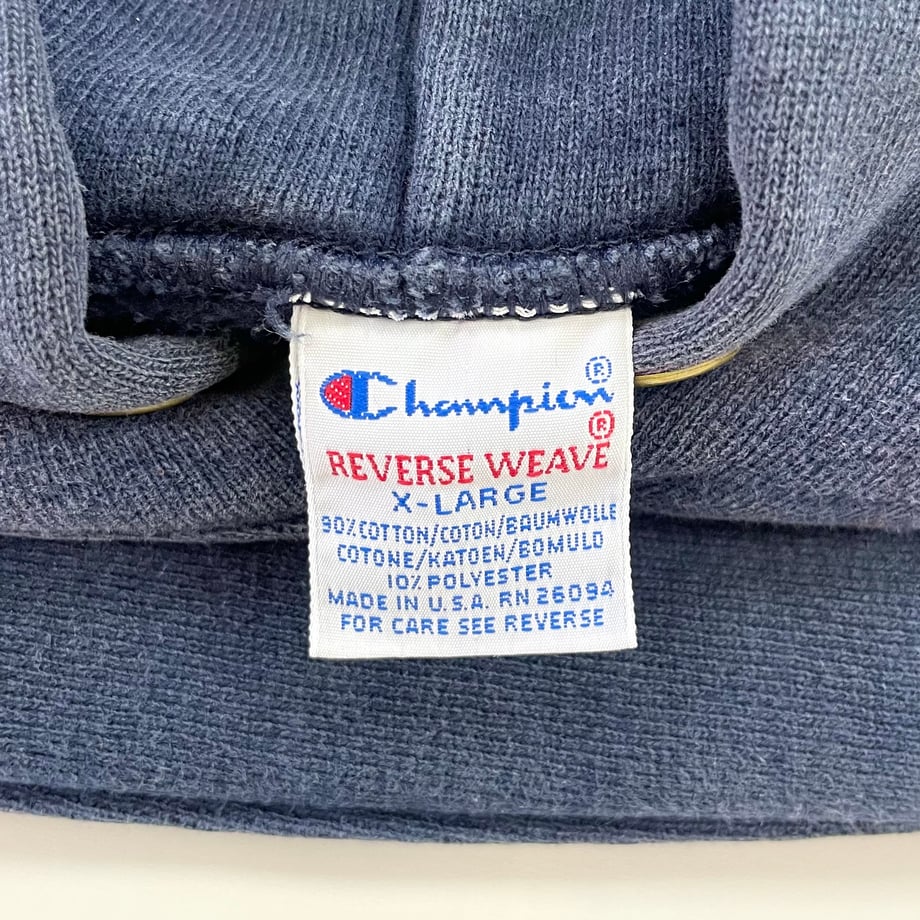 Champion®
REVERSE WEAVE®
X-LARGE
90% COTTON/COTON/BAUMWOLLE
COTONE/KATOEN/BOMULD
10% POLYESTER
MADE IN U.S.A. RN 26094
FOR CARE SEE REVERSE